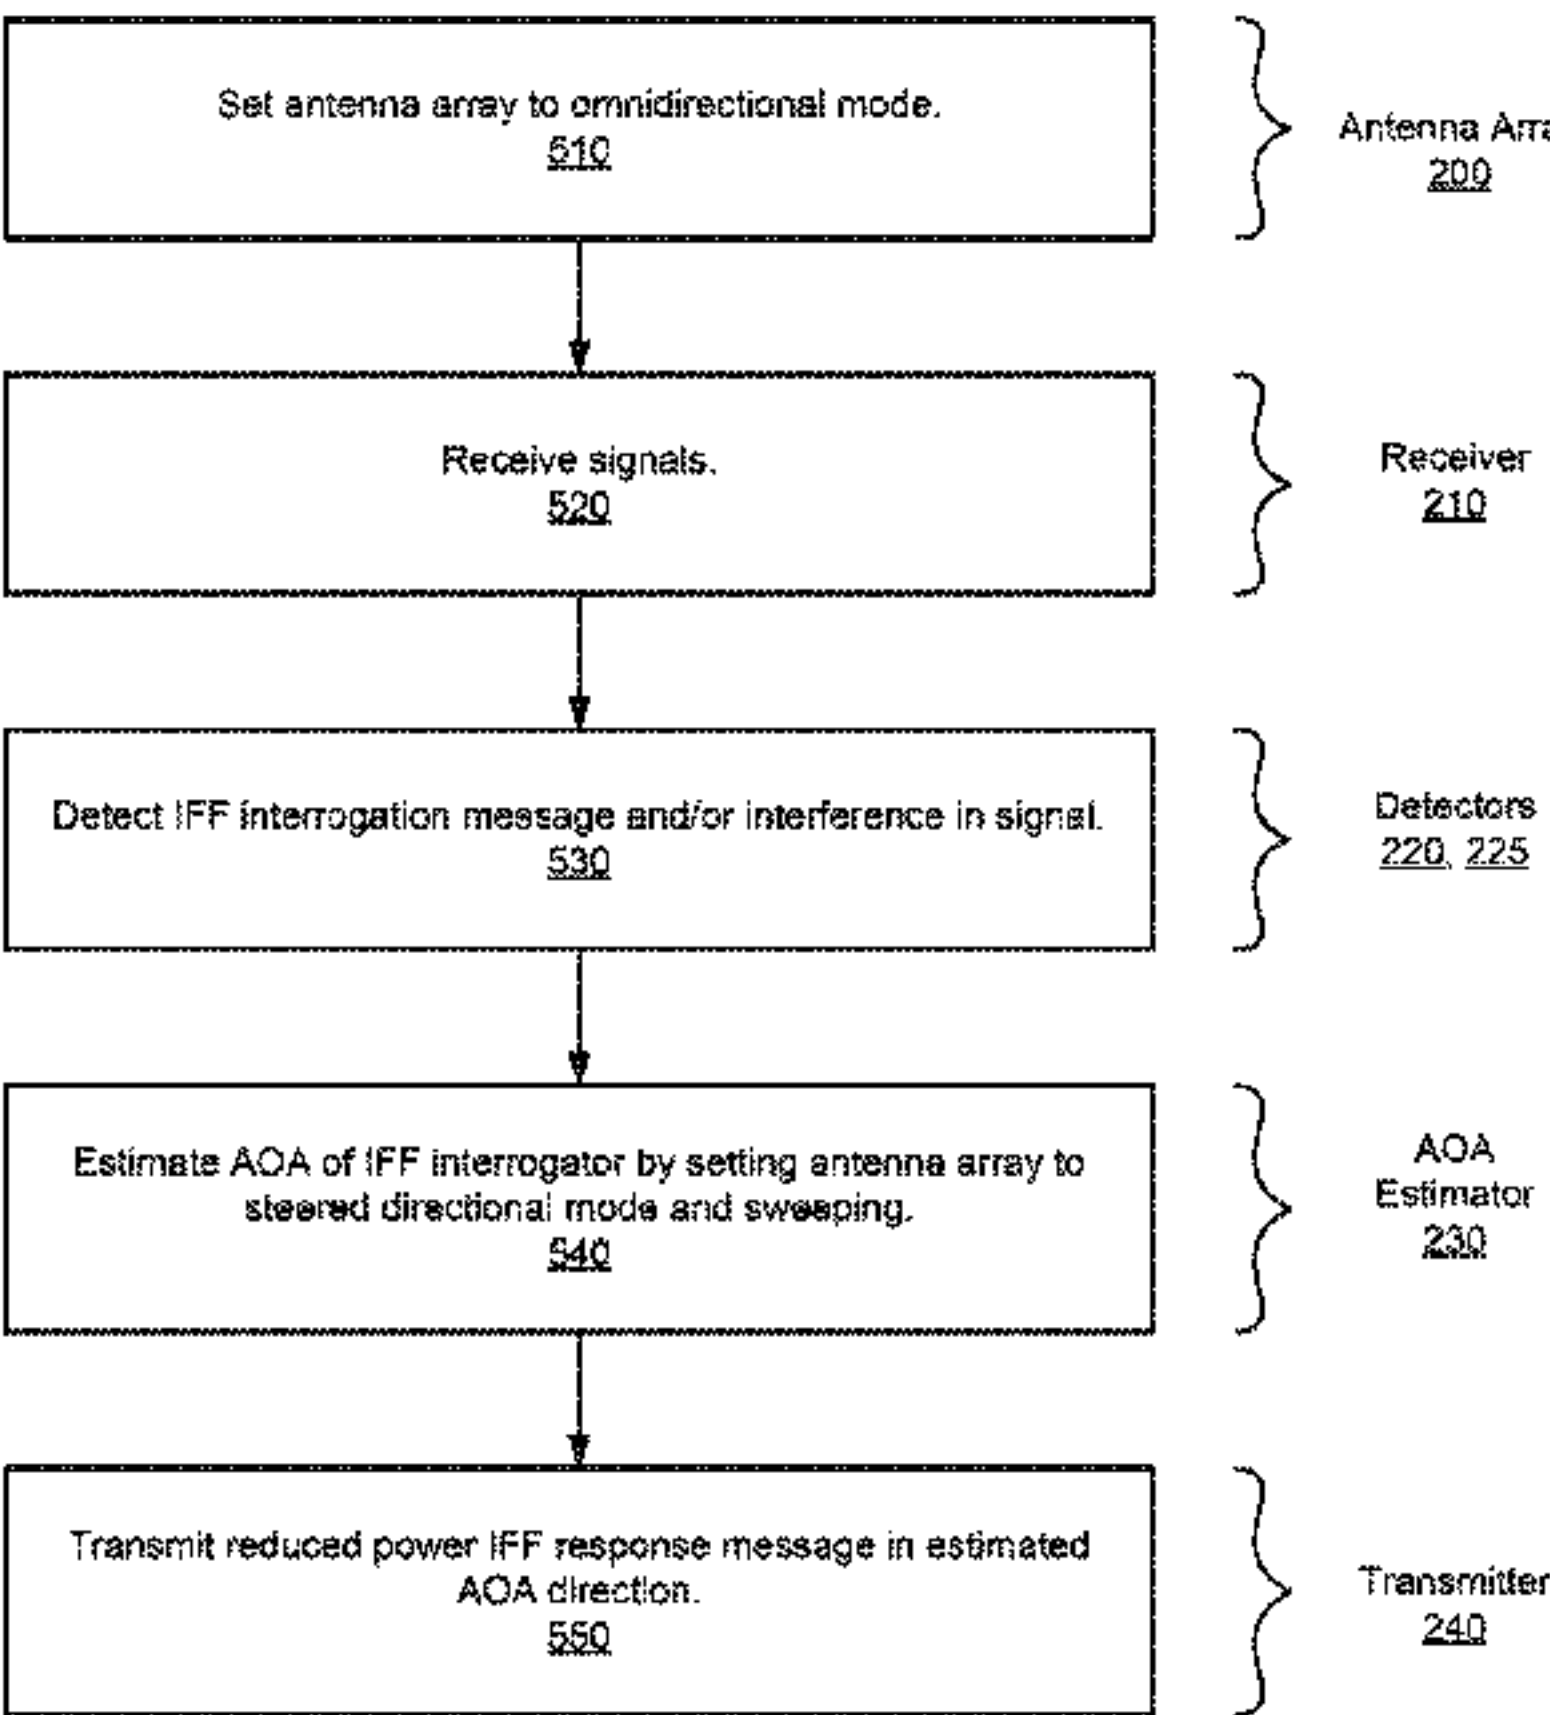 Set antenna array to omnidirectional mode.
510
Antenna Arra
200
Receive signals.
520
Receiver
210
Detect IFF interrogation message and/or interference in signal.
530
Detectors
220, 225
Estimate AOA of IFF interrogator by setting antenna array to
steered directional mode and sweeping.
540
AOA
Estimator
230
Transmit reduced power IFF response message in estimated
AOA direction.
550
Transmitter
240